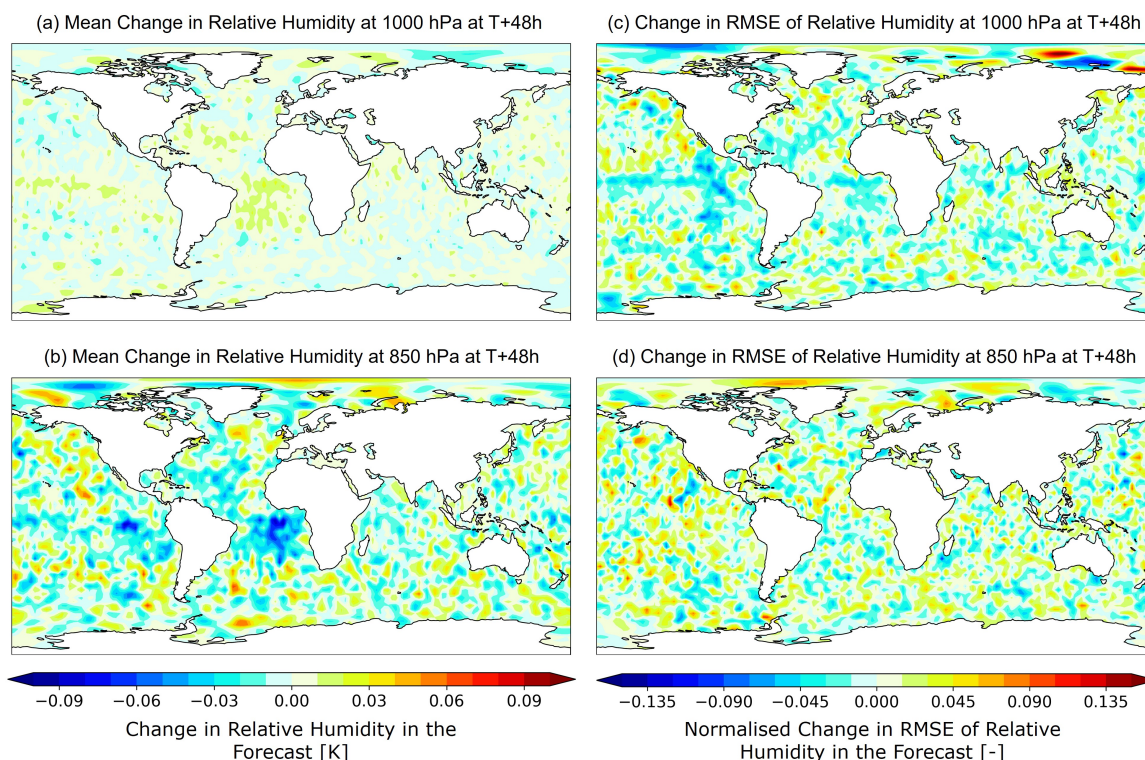 (a) Mean Change in Relative Humidity at 1000 hPa at T+48h
(c) Change in RMSE of Relative Humidity at 1000 hPa at T+48h
(b) Mean Change in Relative Humidity at 850 hPa at T+48h
(d) Change in RMSE of Relative Humidity at 850 hPa at T+48h
−0.09 −0.06 −0.03 0.00 0.03 0.06 0.09
Change in Relative Humidity in the
Forecast [K]
−0.135 −0.090 −0.045 0.000 0.045 0.090 0.135
Normalised Change in RMSE of Relative
Humidity in the Forecast [-]